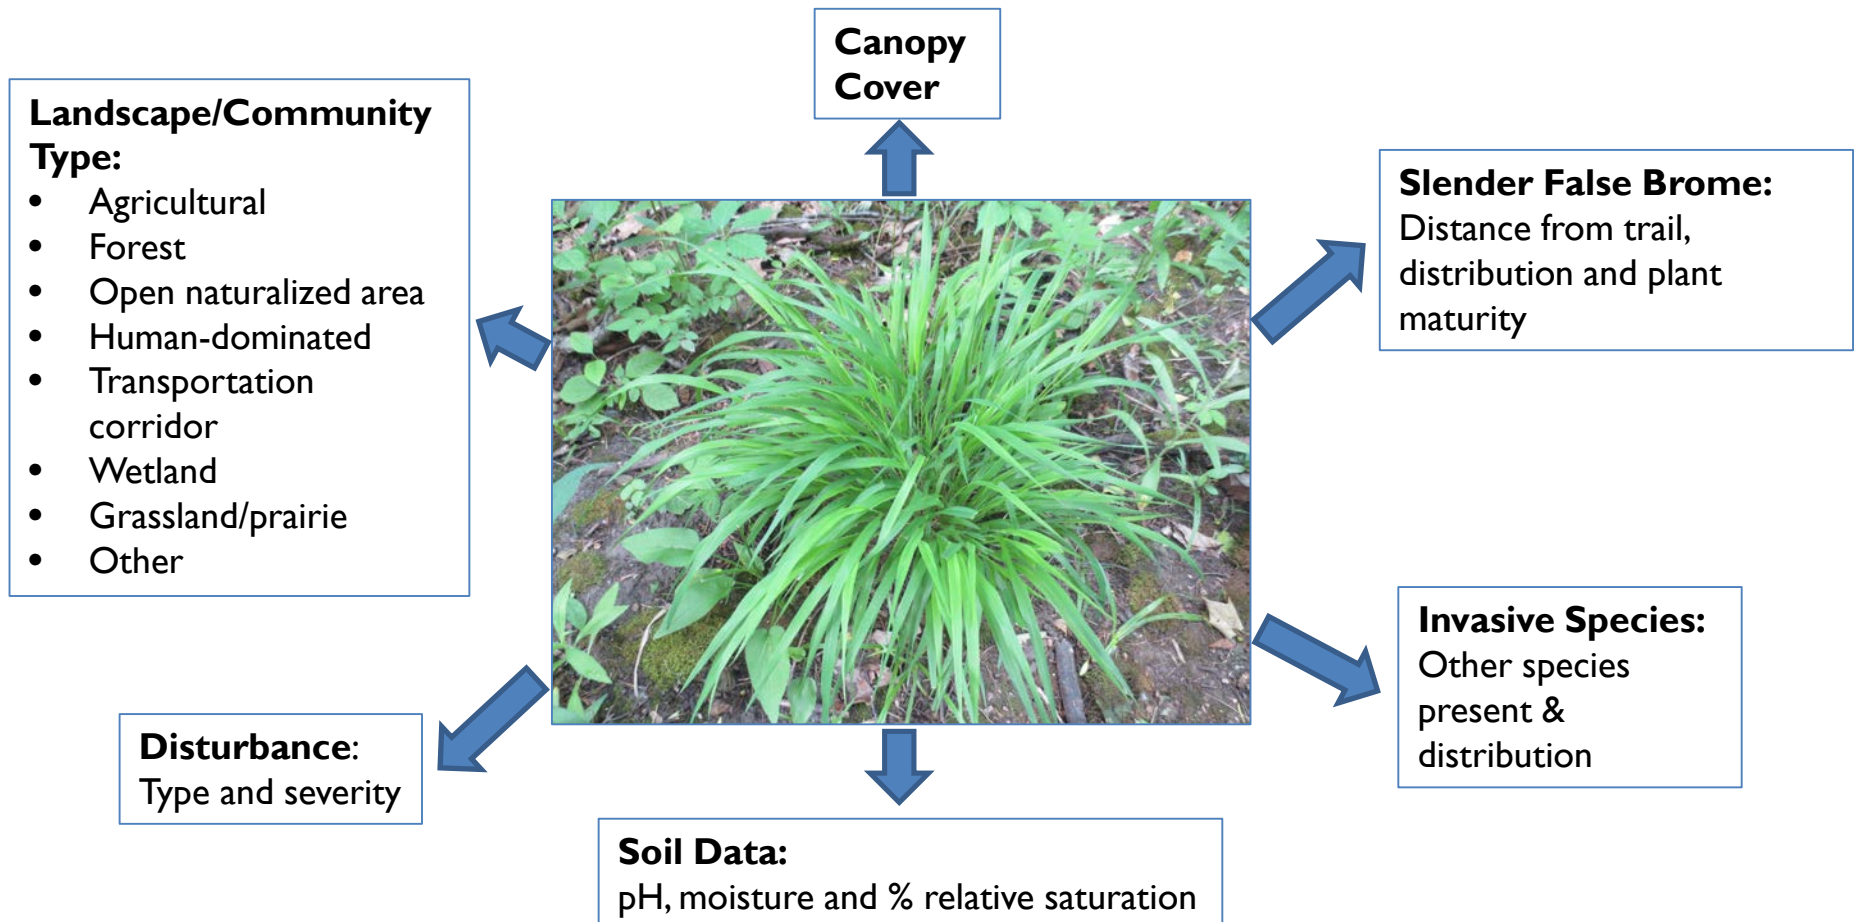 Canopy
Cover
Landscape/Community
Type:
• Agricultural
• Forest
• Open naturalized area
• Human-dominated
• Transportation
corridor
• Wetland
• Grassland/prairie
• Other
Slender False Brome:
Distance from trail,
distribution and plant
maturity
Disturbance:
Type and severity
Invasive Species:
Other species
present &
distribution
Soil Data:
pH, moisture and % relative saturation